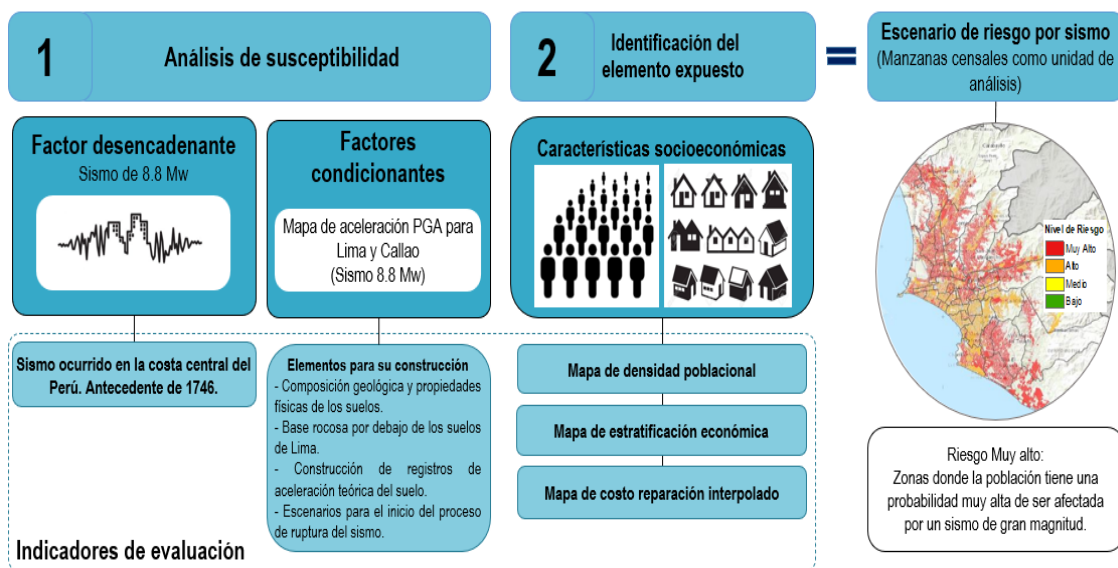 1
Análisis de susceptibilidad
2
Identificación del
elemento expuesto
=
Escenario de riesgo por sismo
(Manzanas censales como unidad de
análisis)
Factor desencadenante
Sismo de 8.8 Mw
Factores
condicionantes
Mapa de aceleración PGA para
Lima y Callao
(Sismo 8.8 Mw)
Características socioeconómicas
Nivel de Riesgo
Muy Alto
Alto
Medio
Bajo
Sismo ocurrido en la costa central del
Perú. Antecedente de 1746.
Elementos para su construcción
- Composición geológica y propiedades
físicas de los suelos.
- Base rocosa por debajo de los suelos
de Lima.
- Construcción de registros de
aceleración teórica del suelo.
- Escenarios para el inicio del proceso
de ruptura del sismo.
Mapa de densidad poblacional
Mapa de estratificación económica
Mapa de costo reparación interpolado
Riesgo Muy alto:
Zonas donde la población tiene una
probabilidad muy alta de ser afectada
por un sismo de gran magnitud.
Indicadores de evaluación